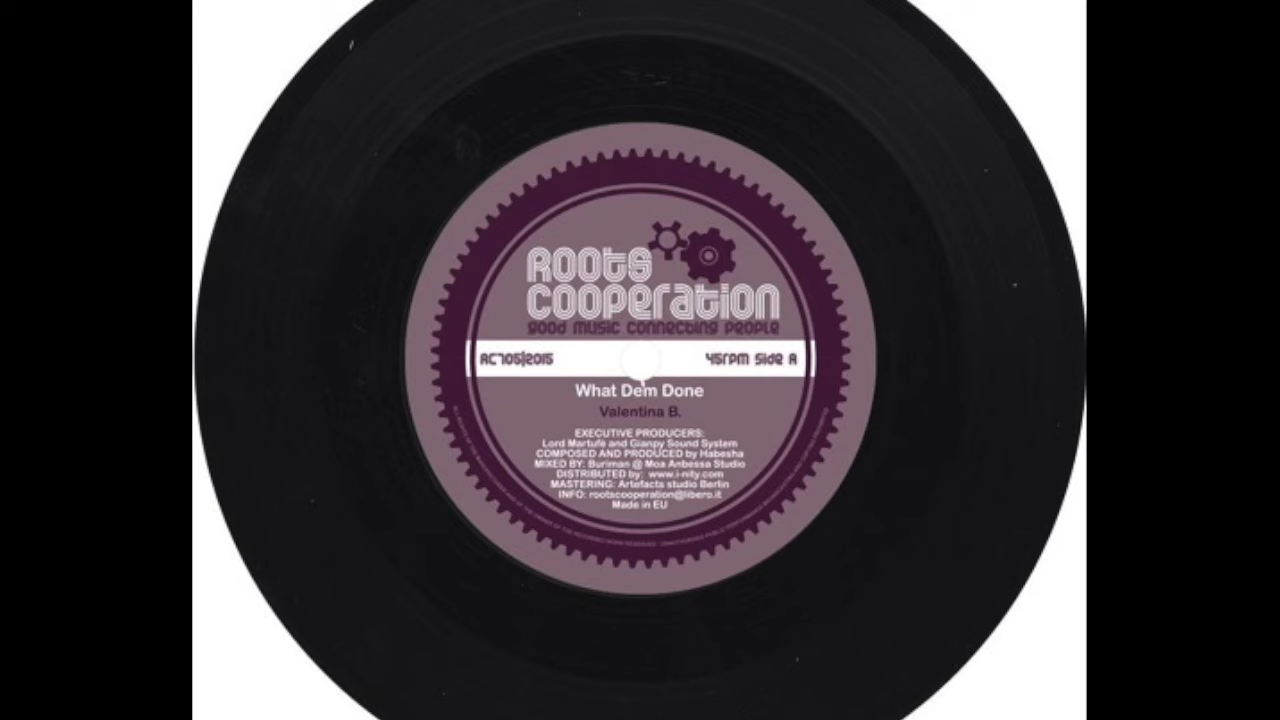 ROOTS
COOPERATION
GOOD MUSIC CONNECTING PEOPLE
RC705|2015 45rpm Side A
What Dem Done
Valentina B.
EXECUTIVE PRODUCERS:
Lord Martufè and Gianpy Sound System
COMPOSED AND PRODUCED by Habesha
MIXED BY: Buriman @ Moa Anbessa Studio
DISTRIBUTED by: www.i-nity.com
MASTERING: Artefacts studio Berlin
INFO: rootscooperation@libero.it
Made in EU